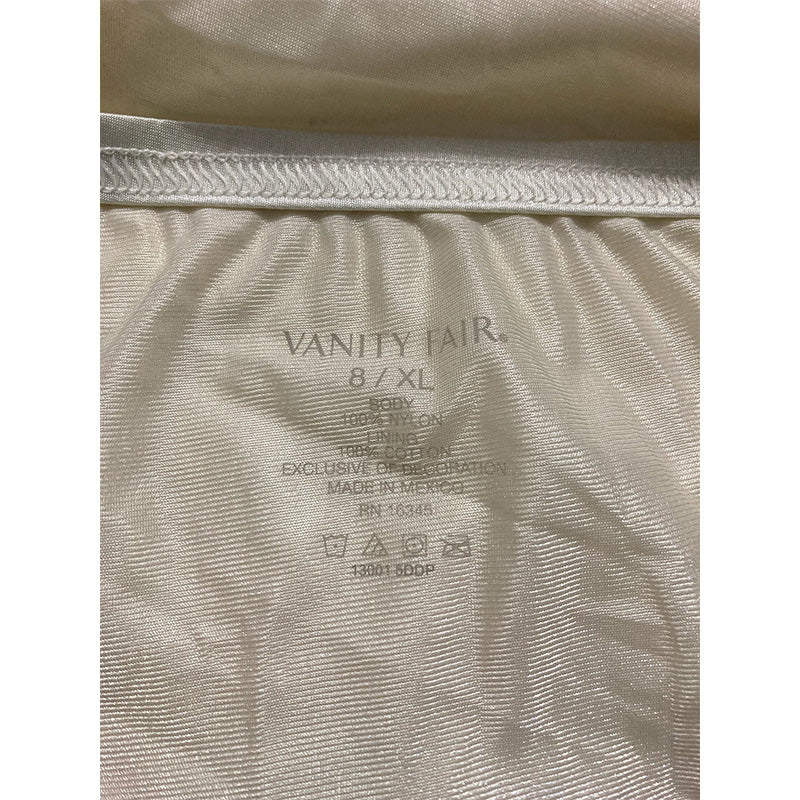 VANITY FAIR®
8 / XL
BODY
100% NYLON
LINING
100% COTTON
EXCLUSIVE OF DECORATION
MADE IN MEXICO
RN 16345
13001 5DDP